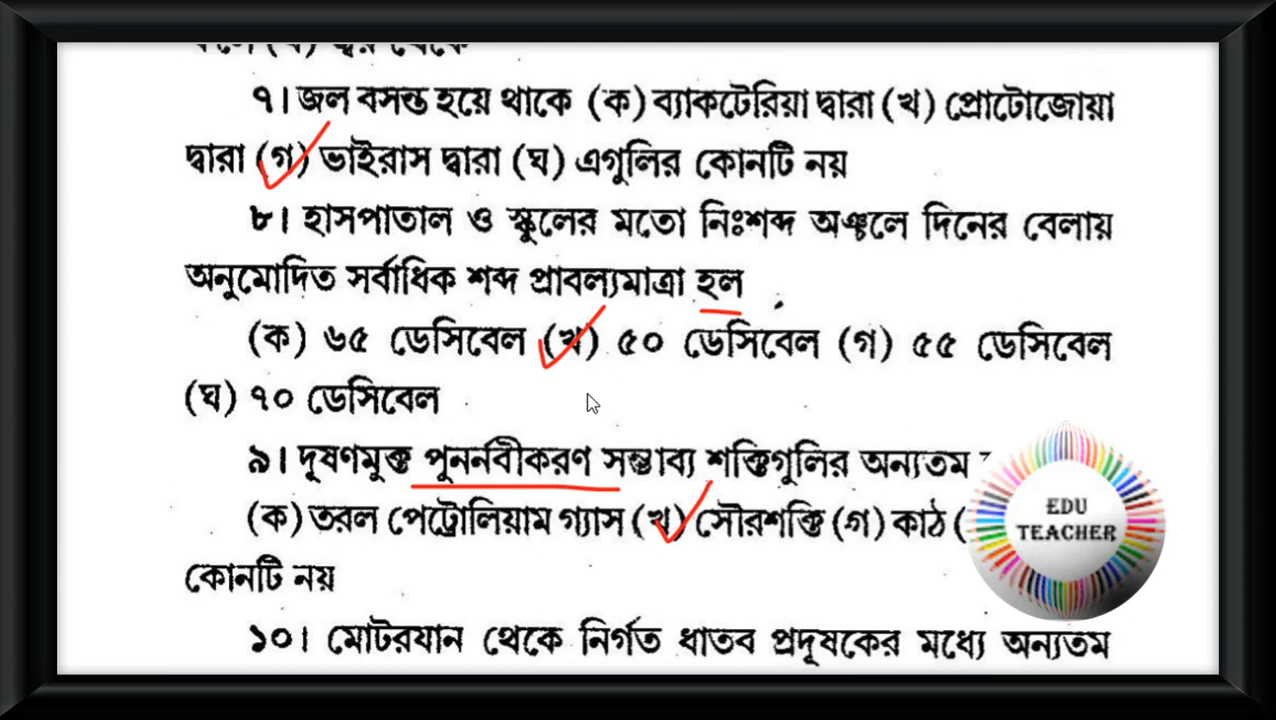 ৭। জল বসন্ত হয়ে থাকে (ক) ব্যাকটেরিয়া দ্বারা (খ) প্রোটোজোয়া
দ্বারা (গ) ভাইরাস দ্বারা (ঘ) এগুলির কোনটি নয়
৮। হাসপাতাল ও স্কুলের মতো নিঃশব্দ অঞ্চলে দিনের বেলায়
অনুমোদিত সর্বাধিক শব্দ প্রাবল্যমাত্রা হল
(ক) ৬৫ ডেসিবেল (খ) ৫০ ডেসিবেল (গ) ৫৫ ডেসিবেল
(ঘ) ৭০ ডেসিবেল
৯। দূষণমুক্ত পুনর্নবীকরণ সম্ভাব্য শক্তিগুলির অন্যতম
(ক) তরল পেট্রোলিয়াম গ্যাস (খ) সৌরশক্তি (গ) কাঠ (
কোনটি নয়
১০। মোটরযান থেকে নির্গত ধাতব প্রদূষকের মধ্যে অন্যতম
EDU
TEACHER